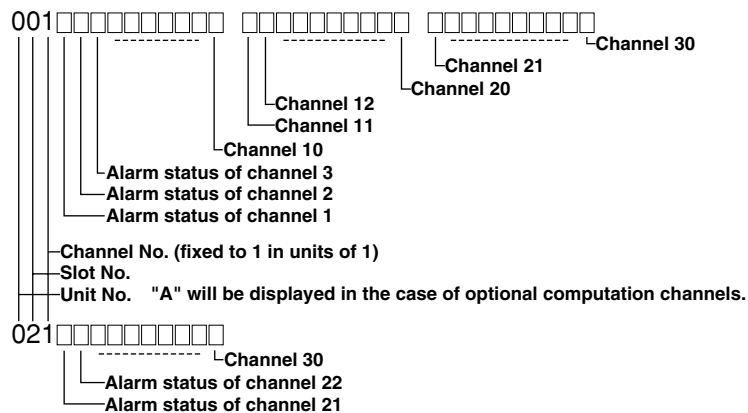 001□□□□□□□□□□ □□□□□□□□□□ □□□□□□□□□□
Channel 30
Channel 21
Channel 20
Channel 12
Channel 11
Channel 10
Alarm status of channel 3
Alarm status of channel 2
Alarm status of channel 1
Channel No. (fixed to 1 in units of 1)
Slot No.
Unit No. "A" will be displayed in the case of optional computation channels.
021□□□□□□□□□□
Channel 30
Alarm status of channel 22
Alarm status of channel 21